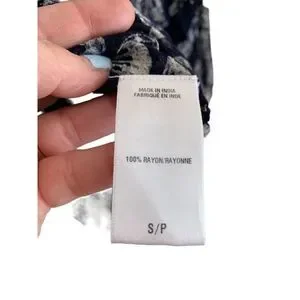 MADE IN INDIA
FABRIQUÉ EN INDE
100% RAYON/RAYONNE
S/P